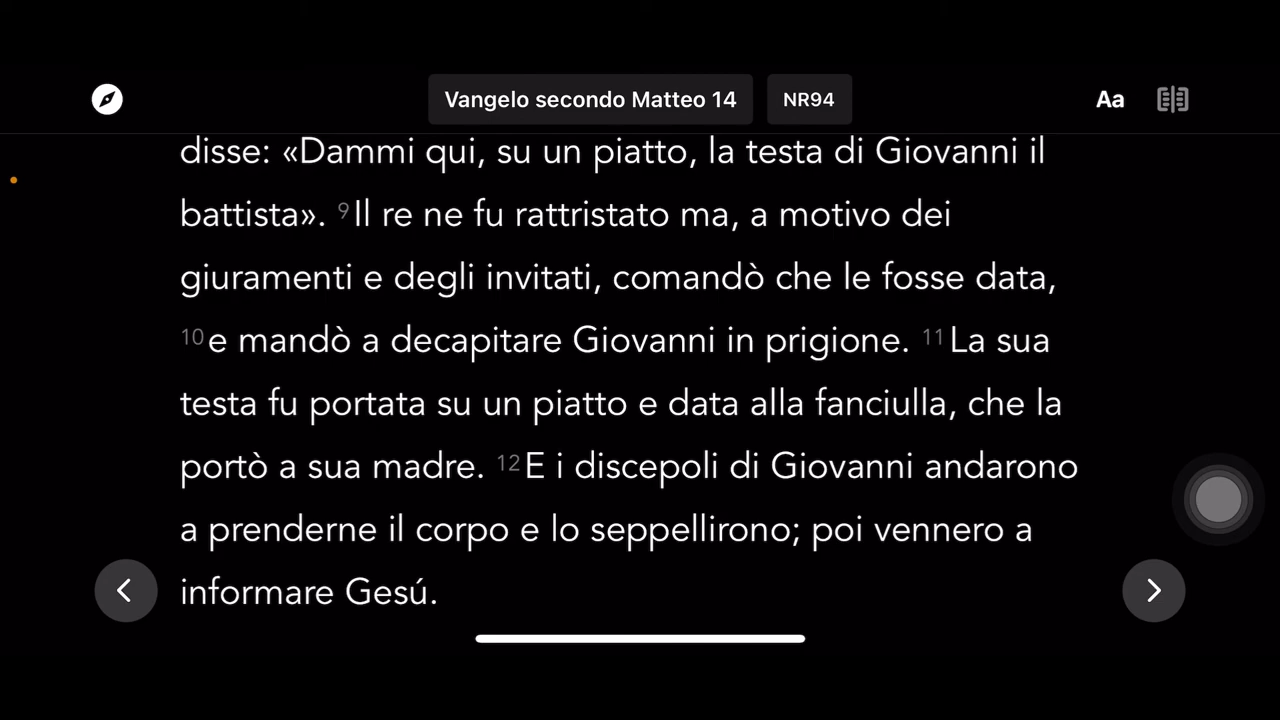 Vangelo secondo Matteo 14 NR94 Aa
disse: «Dammi qui, su un piatto, la testa di Giovanni il
battista». 9 Il re ne fu rattristato ma, a motivo dei
giuramenti e degli invitati, comandò che le fosse data,
10 e mandò a decapitare Giovanni in prigione. 11 La sua
testa fu portata su un piatto e data alla fanciulla, che la
portò a sua madre. 12 E i discepoli di Giovanni andarono
a prenderne il corpo e lo seppellirono; poi vennero a
informare Gesú.